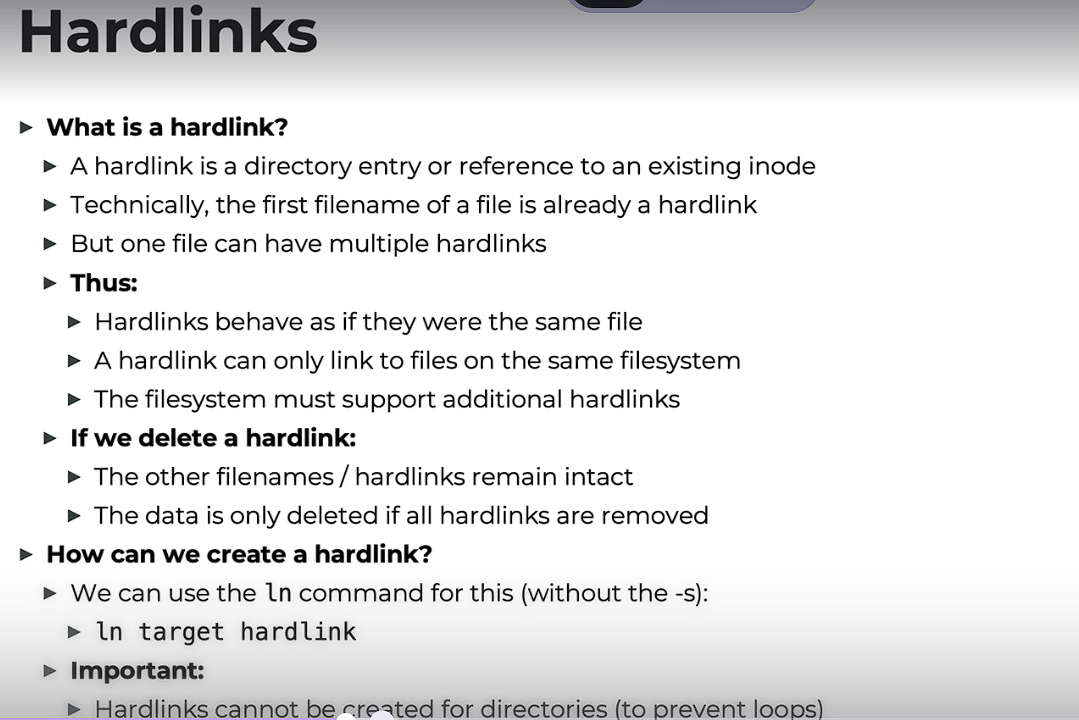 Hardlinks
What is a hardlink?
A hardlink is a directory entry or reference to an existing inode
Technically, the first filename of a file is already a hardlink
But one file can have multiple hardlinks
Thus:
Hardlinks behave as if they were the same file
A hardlink can only link to files on the same filesystem
The filesystem must support additional hardlinks
If we delete a hardlink:
The other filenames / hardlinks remain intact
The data is only deleted if all hardlinks are removed
How can we create a hardlink?
We can use the ln command for this (without the -s):
ln target hardlink
Important:
Hardlinks cannot be created for directories (to prevent loops)